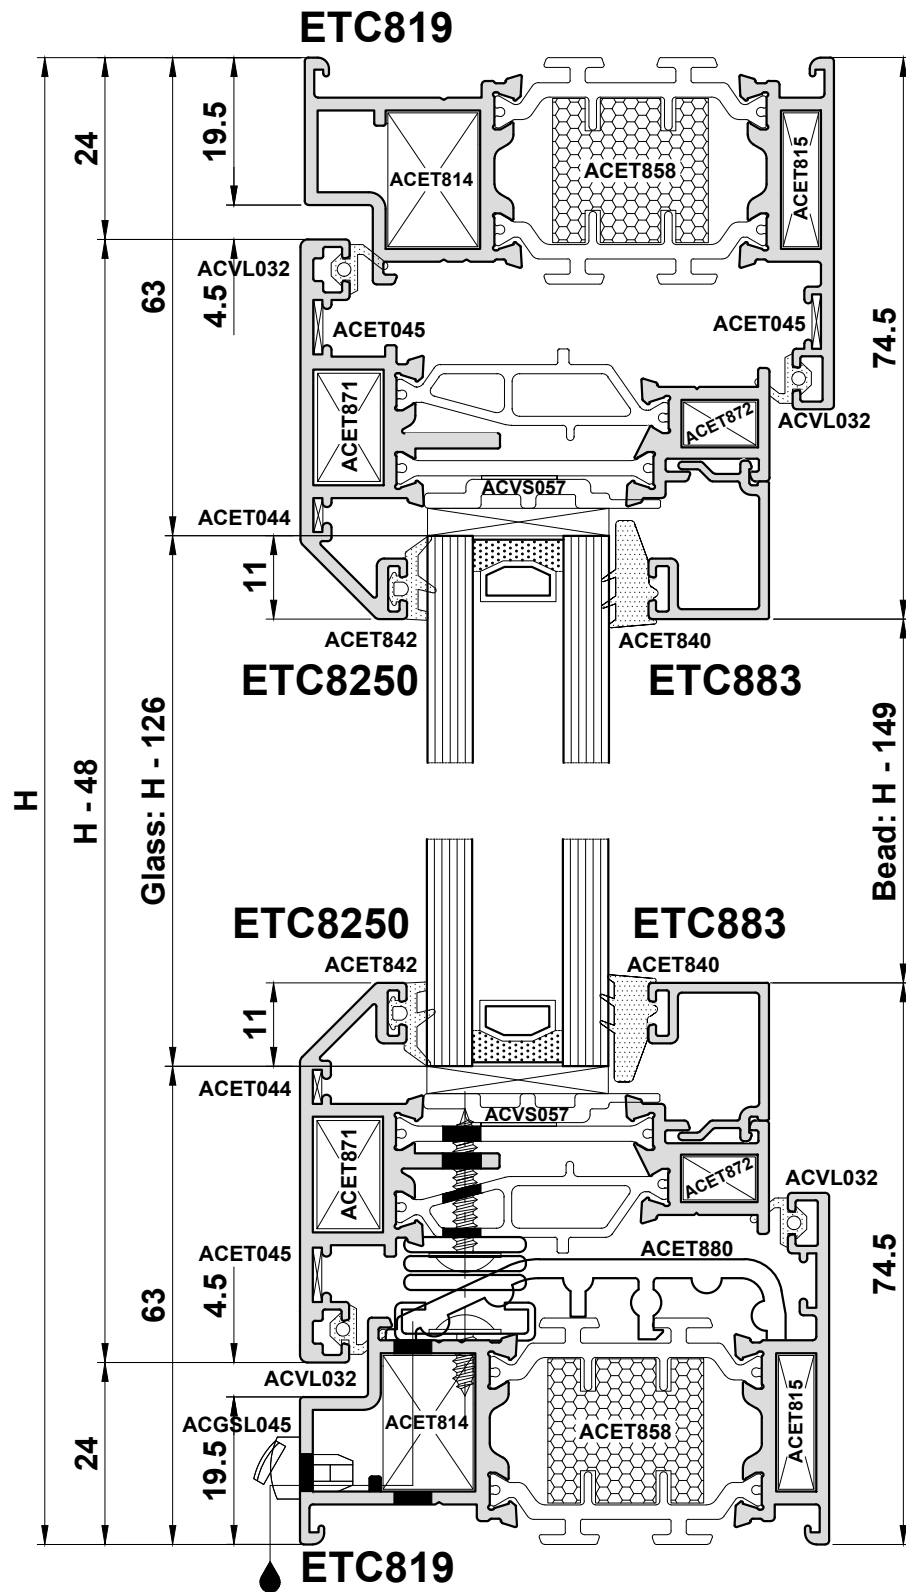 ETC819
24
19.5
ACET814
ACET858
ACET815
ACVL032
63
4.5
ACET045
ACET045
74.5
ACET871
ACET872
ACVL032
ACVS057
ACET044
11
ACET842
ACET840
ETC8250
ETC883
H
H - 48
Glass: H - 126
Bead: H - 149
ETC8250
ETC883
ACET842
ACET840
11
ACET044
ACVS057
ACET871
ACET872
ACVL032
ACET045
ACET880
4.5
63
74.5
ACVL032
ACGSL045
ACET814
ACET858
ACET815
24
19.5
ETC819